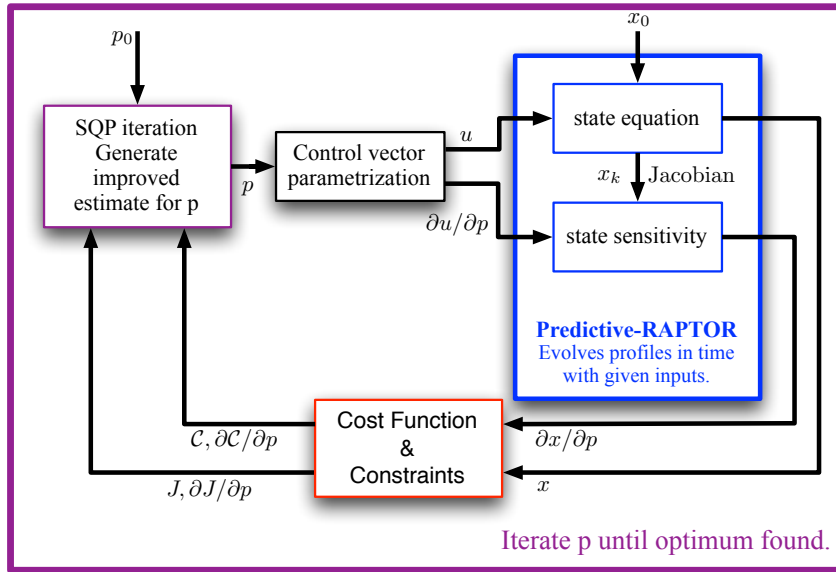 p₀
x₀
SQP iteration
Generate
improved
estimate for p
p
Control vector
parametrization
u
∂u/∂p
state equation
x_k Jacobian
state sensitivity
Predictive-RAPTOR
Evolves profiles in time
with given inputs.
Cost Function
&
Constraints
C, ∂C/∂p
J, ∂J/∂p
∂x/∂p
x
Iterate p until optimum found.